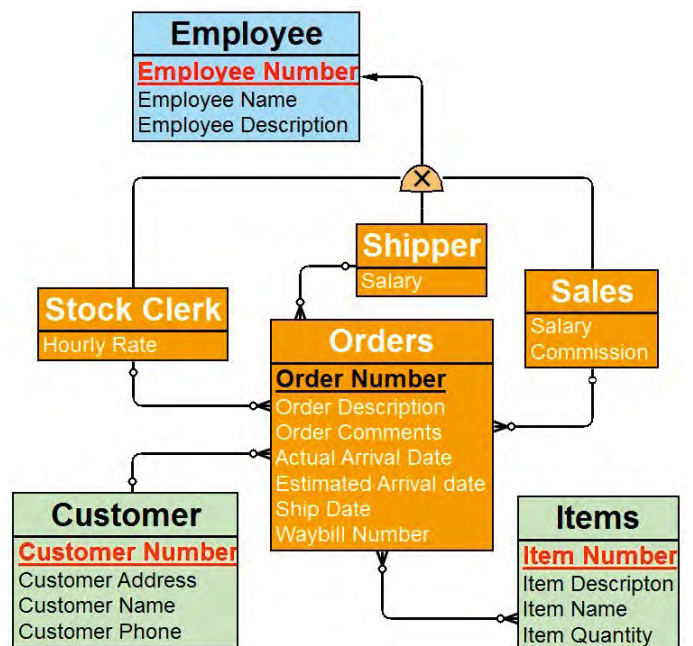 Employee
Employee Number
Employee Name
Employee Description
X
Shipper
Salary
Stock Clerk
Hourly Rate
Sales
Salary
Commission
Orders
Order Number
Order Description
Order Comments
Actual Arrival Date
Estimated Arrival date
Ship Date
Waybill Number
Customer
Customer Number
Customer Address
Customer Name
Customer Phone
Items
Item Number
Item Descripton
Item Name
Item Quantity